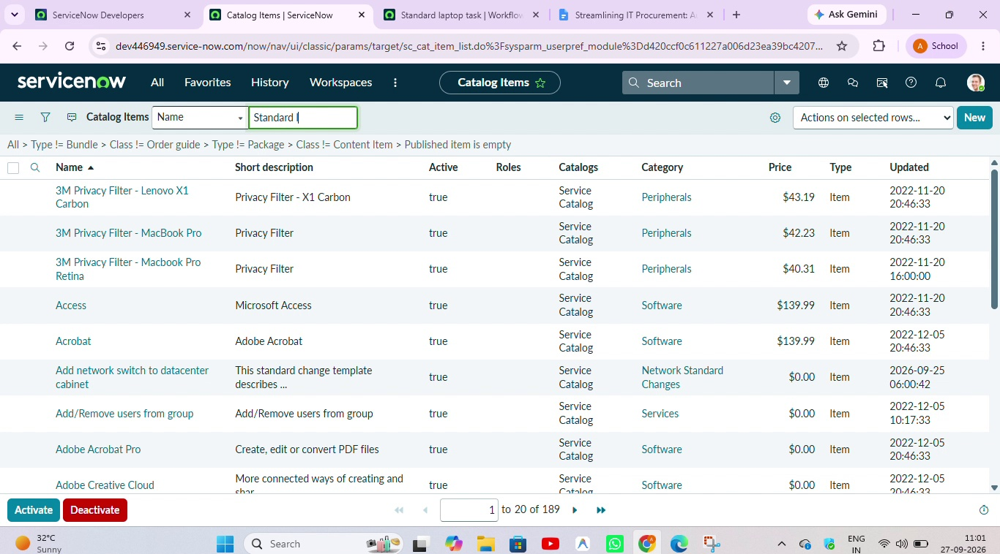 ServiceNow Developers
Catalog Items | ServiceNow
Standard laptop task | Workflow
Streamlining IT Procurement: A
Ask Gemini
dev446949.service-now.com/now/nav/ui/classic/params/target/sc_cat_item_list.do%3Fsysparm_userpref_module%3Dd420ccf0c611227a006d23ea39bc4207...
A School
servicenow All Favorites History Workspaces Catalog Items Search
Catalog Items Name Standard l Actions on selected rows... New
All > Type != Bundle > Class != Order guide > Type != Package > Class != Content Item > Published item is empty
Name Short description Active Roles Catalogs Category Price Type Updated
3M Privacy Filter - Lenovo X1
Carbon
Privacy Filter - X1 Carbon
true
Service
Catalog
Peripherals
$43.19
Item
2022-11-20
20:46:33
3M Privacy Filter - MacBook Pro
Privacy Filter
true
Service
Catalog
Peripherals
$42.23
Item
2022-11-20
20:46:33
3M Privacy Filter - Macbook Pro
Retina
Privacy Filter
true
Service
Catalog
Peripherals
$40.31
Item
2022-11-20
16:00:00
Access
Microsoft Access
true
Service
Catalog
Software
$139.99
Item
2022-11-20
20:46:33
Acrobat
Adobe Acrobat
true
Service
Catalog
Software
$139.99
Item
2022-12-05
20:46:33
Add network switch to datacenter
cabinet
This standard change template
describes ...
true
Service
Catalog
Network Standard
Changes
$0.00
Item
2026-09-25
06:00:42
Add/Remove users from group
Add/Remove users from group
true
Service
Catalog
Services
$0.00
Item
2022-12-05
10:17:33
Adobe Acrobat Pro
Create, edit or convert PDF files
true
Service
Catalog
Software
$0.00
Item
2022-12-05
20:46:33
Adobe Creative Cloud
More connected ways of creating and
shar
true
Service
Catalog
Software
$0.00
Item
2022-12-05
20:46:33
Activate Deactivate 1 to 20 of 189
32°C
Sunny
Search
ENG
IN
11:01
27-09-2026